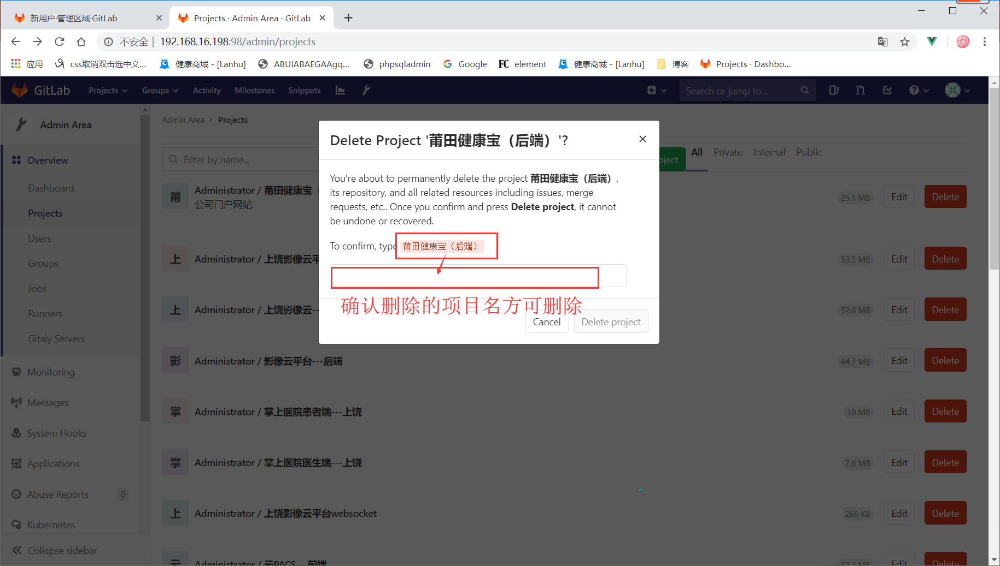 新用户·管理区域·GitLab
Projects · Admin Area · GitLab
不安全 | 192.168.16.198:98/admin/projects
应用
css取消双击选中文...
健康商城 - [Lanhu]
ABUIABAEGAAgq...
phpsqladmin
Google
FC element
健康商城 - [Lanhu]
博客
Projects · Dashbo...
GitLab
Projects
Groups
Activity
Milestones
Snippets
Search or jump to...
Admin Area
Overview
Dashboard
Projects
Users
Groups
Jobs
Runners
Gitaly Servers
Monitoring
Messages
System Hooks
Applications
Abuse Reports 0
Kubernetes
Collapse sidebar
Admin Area > Projects
Filter by name...
oject
All
Private
Internal
Public
莆
Administrator / 莆田健康宝（
公司门户网站
25.1 MB
Edit
Delete
上
Administrator / 上饶影像云平
53.3 MB
Edit
Delete
上
Administrator / 上饶影像云--
52.6 MB
Edit
Delete
影
Administrator / 影像云平台---后端
44.7 MB
Edit
Delete
掌
Administrator / 掌上医院患者端---上饶
10 MB
Edit
Delete
掌
Administrator / 掌上医院医生端---上饶
7.6 MB
Edit
Delete
上
Administrator / 上饶影像云平台websocket
266 KB
Edit
Delete
云
Administrator / 云PACS---前端
32.2 MB
Edit
Delete
Delete Project '莆田健康宝（后端）'?
You're about to permanently delete the project 莆田健康宝（后端）,
its repository, and all related resources including issues, merge
requests, etc.. Once you confirm and press Delete project, it cannot
be undone or recovered.
To confirm, type 莆田健康宝（后端）
确认删除的项目名方可删除
Cancel
Delete project